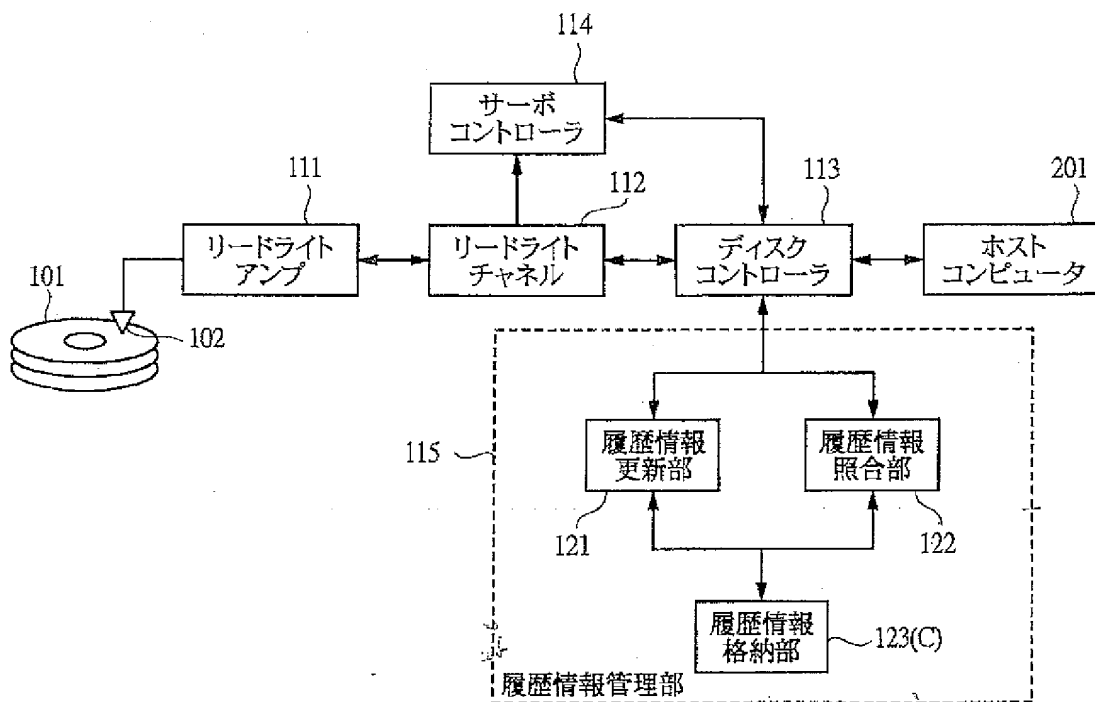 114
サーボ
コントローラ
111
リードライト
アンプ
112
リードライト
チャネル
113
ディスク
コントローラ
201
ホスト
コンピュータ
101
102
115
履歴情報
更新部
121
履歴情報
照合部
122
履歴情報
格納部
123(C)
履歴情報管理部